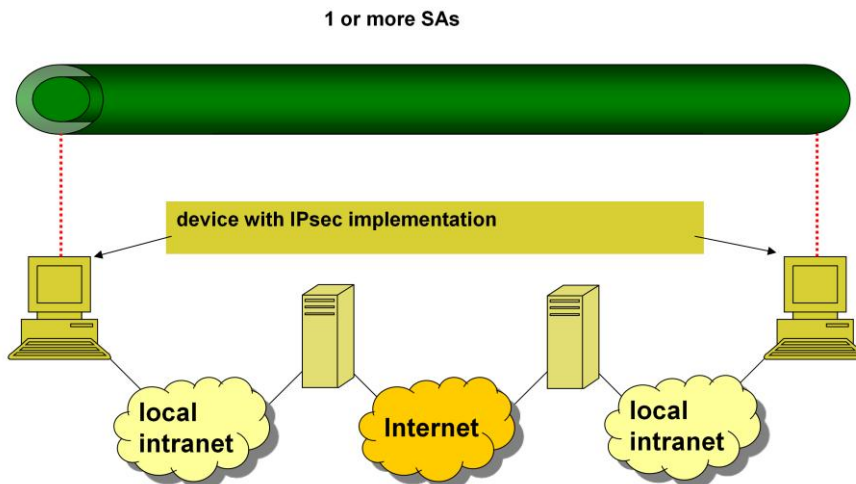 1 or more SAs
device with IPsec implementation
local
intranet
Internet
local
intranet